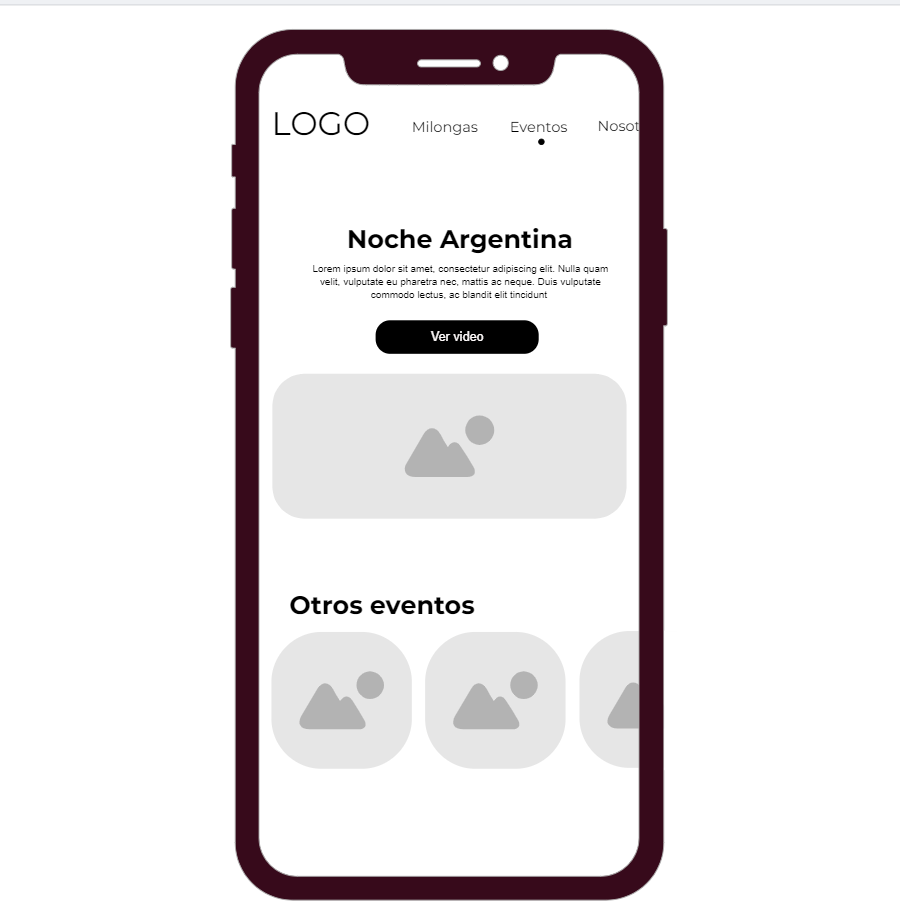 LOGO
Milongas
Eventos
Nosot
Noche Argentina
Lorem ipsum dolor sit amet, consectetur adipiscing elit. Nulla quam
velit, vulputate eu pharetra nec, mattis ac neque. Duis vulputate
commodo lectus, ac blandit elit tincidunt
Ver video
Otros eventos